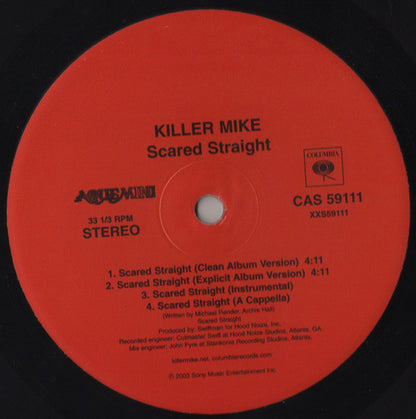 KILLER MIKE
Scared Straight
AQUEMINI
COLUMBIA
33 1/3 RPM
STEREO
CAS 59111
XXS59111
1. Scared Straight (Clean Album Version) 4:11
2. Scared Straight (Explicit Album Version) 4:11
3. Scared Straight (Instrumental)
4. Scared Straight (A Cappella)
(Written by Michael Render, Archie Hall)
Scared Straight
Produced by: Swiffman for Hood Noize, Inc.
Recorded engineer: Cutmaster Swiff at Hood Noize Studios, Atlanta, GA
Mix engineer: John Frye at Stankonia Recording Studios, Atlanta.
killermike.net, columbiarecords.com
© 2003 Sony Music Entertainment Inc.